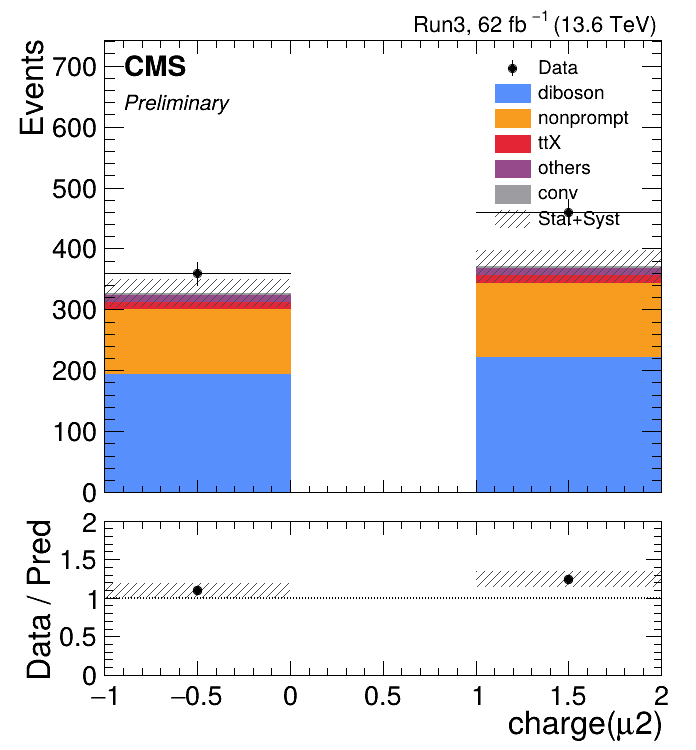 Run3, 62 fb⁻¹ (13.6 TeV)
CMS
Preliminary
Events
700
600
500
400
300
200
100
0
Data
diboson
nonprompt
ttX
others
conv
Stat+Syst
Data / Pred
2
1.5
1
0.5
0
−1
−0.5
0
0.5
1
1.5
2
charge(μ2)